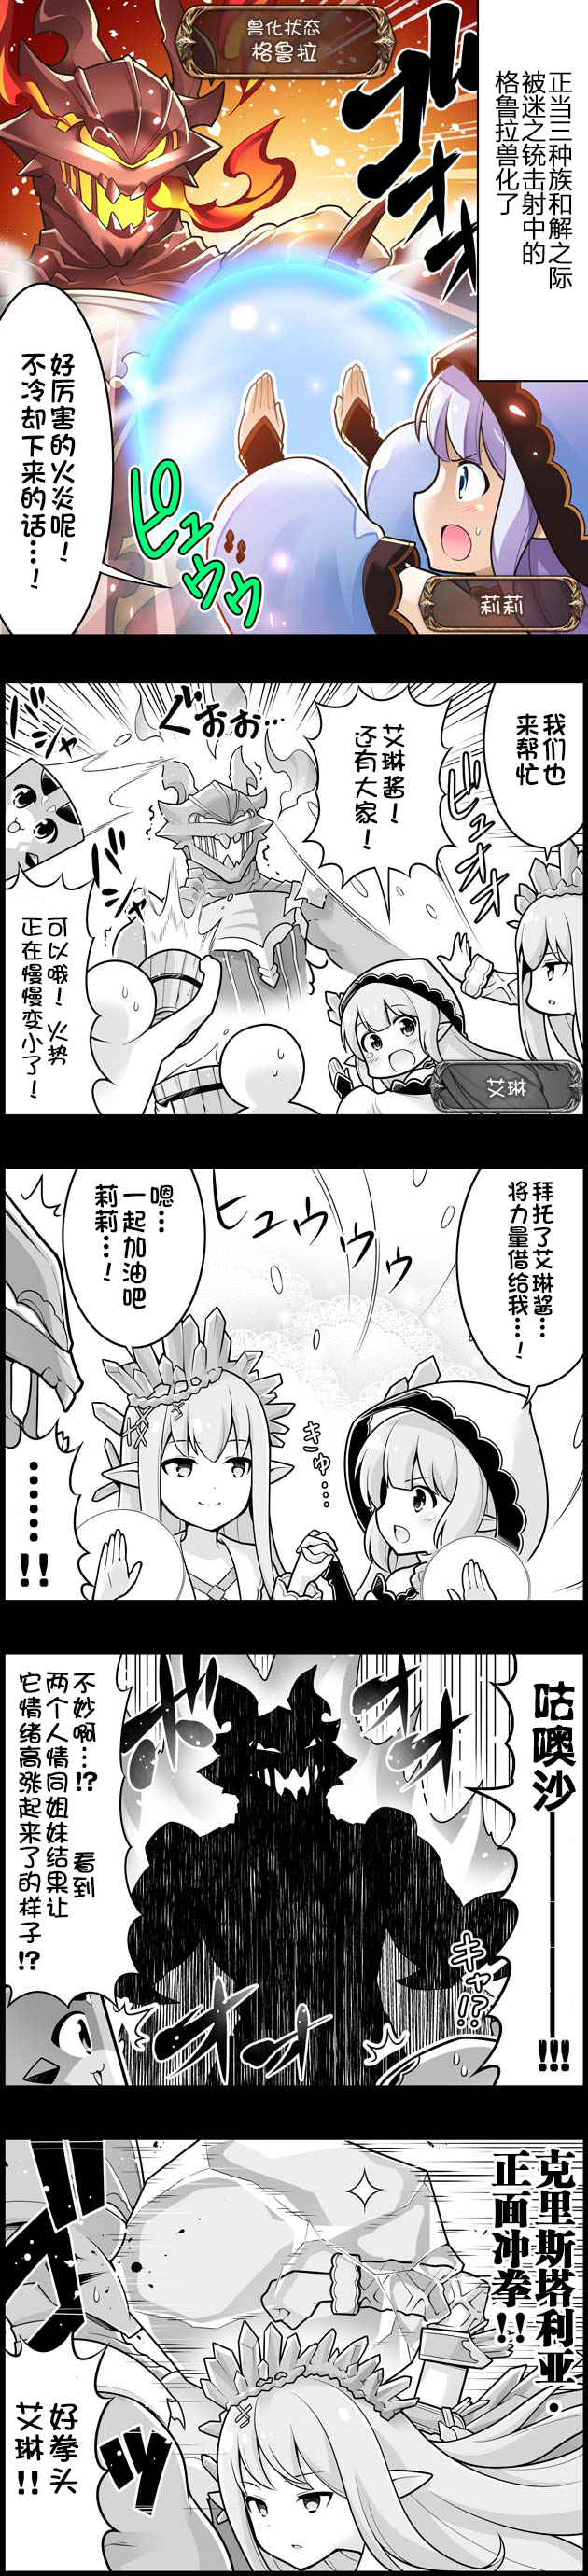 正当三种族和解之际
被迷之铳击射中的
格鲁拉兽化了
兽化状态
格鲁拉
ゴオオ
好厉害的火炎呢！
不冷却下来的话…！
ピュウウ
莉莉
我们也
来帮忙
ビュオオ
艾琳酱！
还有大家！
ぐおお…
バシャ
バシャ
可以哦！火势
正在慢慢变小了！
艾琳
拜托了艾琳酱…
将力量借给我…！
ヒュウウウ
嗯…
一起加油吧
莉莉…！
きゅ…
……!!
咕噢沙————!!!
オオ
オオ
キャ!?
不妙啊…!? 看到
两个人情同姐妹结果让
它情绪高涨起来了的样子!?
克里斯塔利亚·
正面冲拳!!
好拳头
艾琳!!